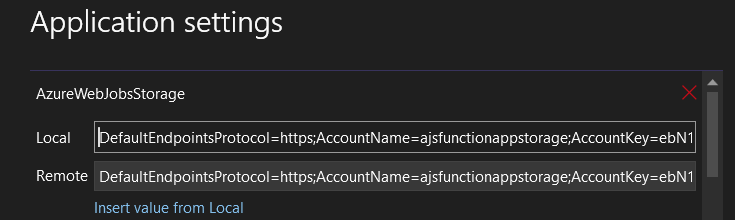 Application settings
AzureWebJobsStorage
Local DefaultEndpointsProtocol=https;AccountName=ajsfunctionappstorage;AccountKey=ebN1
Remote DefaultEndpointsProtocol=https;AccountName=ajsfunctionappstorage;AccountKey=ebN1
Insert value from Local